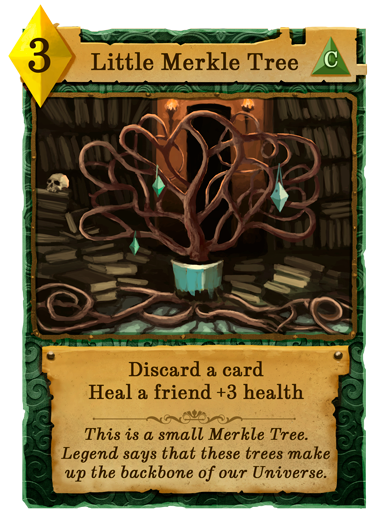 3
Little Merkle Tree
C
Discard a card
Heal a friend +3 health
This is a small Merkle Tree.
Legend says that these trees make
up the backbone of our Universe.